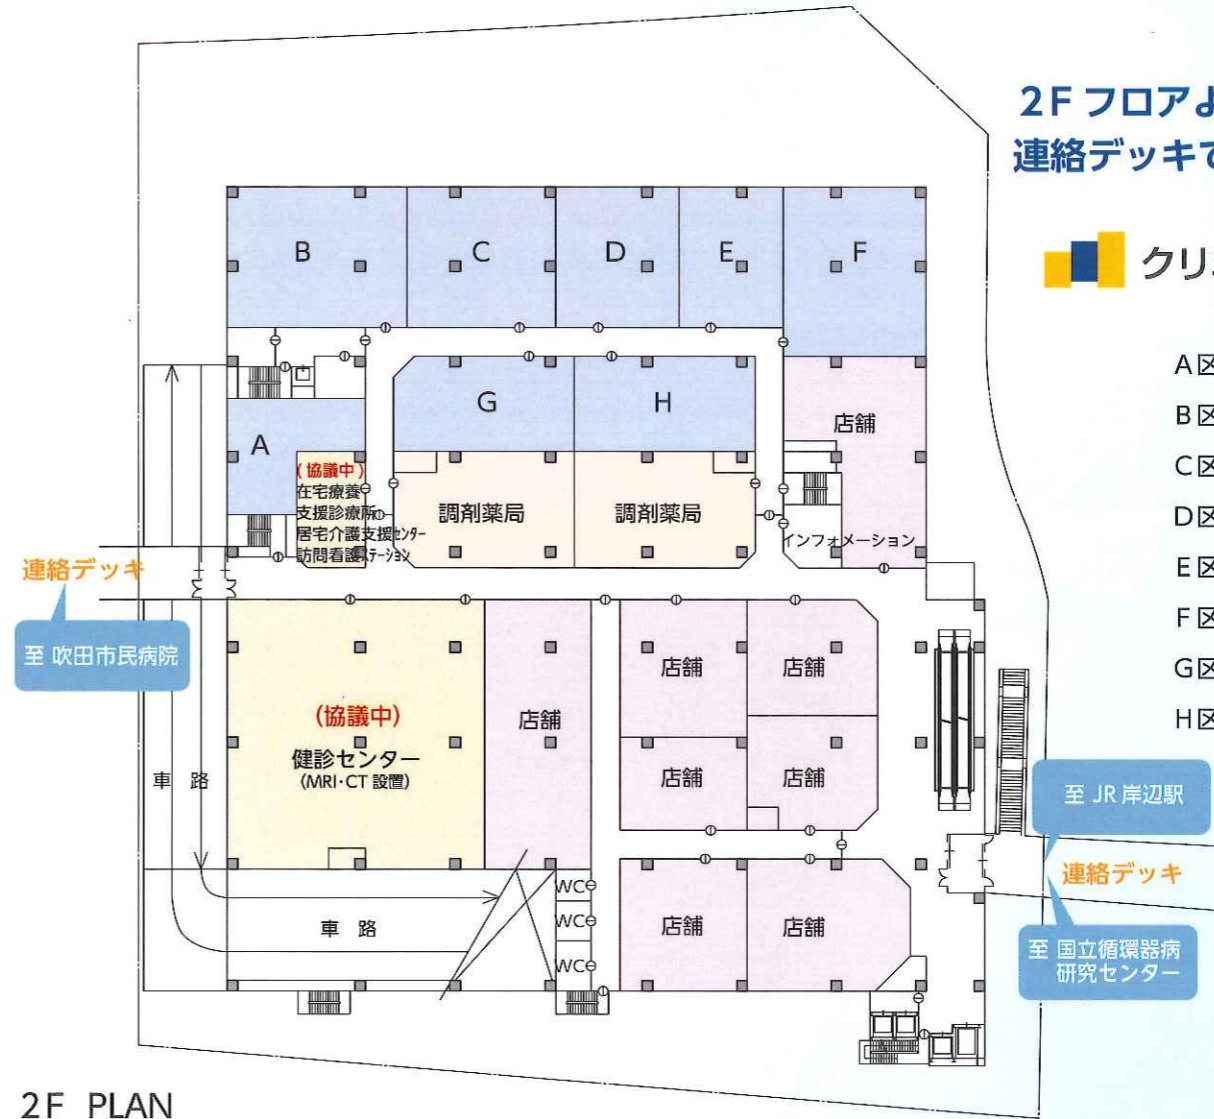 2Fフロアよ
連絡デッキで
クリ
A区
B区
C区
D区
E区
F区
G区
H区
B
C
D
E
F
G
H
A
店舗
(協議中)
在宅療養
支援診療所
居宅介護支援センター
訪問看護ステーション
調剤薬局
調剤薬局
インフォメーション
連絡デッキ
至 吹田市民病院
(協議中)
健診センター
(MRI・CT設置)
店舗
店舗
店舗
店舗
店舗
車 路
車 路
WC
WC
WC
店舗
店舗
至 JR岸辺駅
連絡デッキ
至 国立循環器病
研究センター
2F PLAN